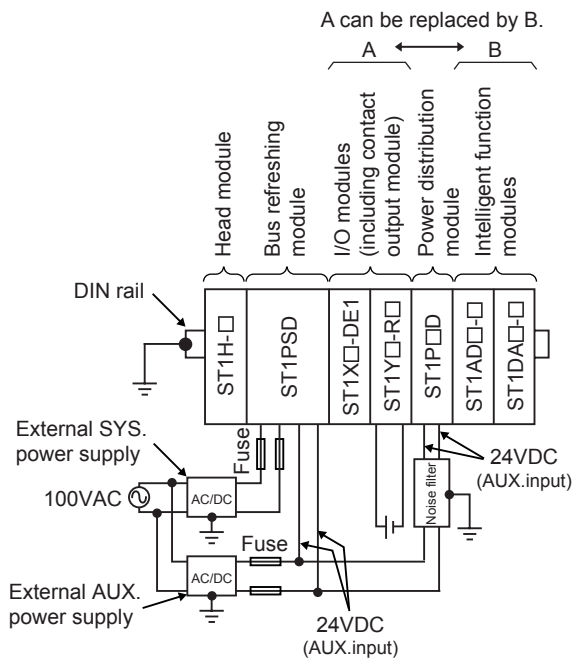 A can be replaced by B.
A
B
Head module
Bus refreshing
module
I/O modules
(including contact
output module)
Power distribution
module
Intelligent function
modules
DIN rail
ST1H-□
ST1PSD
ST1X□-DE1
ST1Y□-R□
ST1P□D
ST1AD□-□
ST1DA□-□
External SYS.
power supply
Fuse
24VDC
(AUX.input)
100VAC
AC/DC
Noise filter
Fuse
AC/DC
External AUX.
power supply
24VDC
(AUX.input)